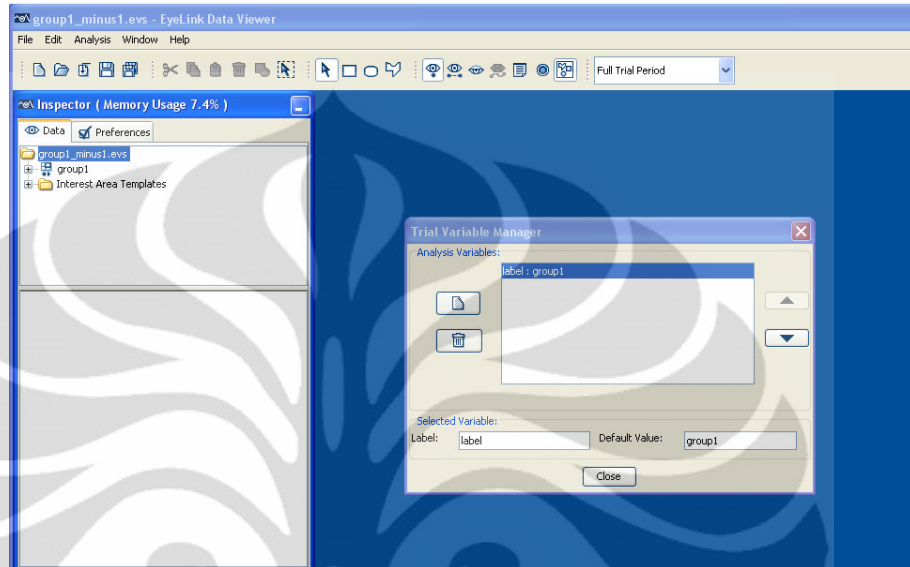 group1_minus1.evs - EyeLink Data Viewer
File Edit Analysis Window Help
Full Trial Period
Inspector ( Memory Usage 7.4% )
Data Preferences
group1_minus1.evs
group1
Interest Area Templates
Trial Variable Manager
Analysis Variables:
label : group1
Selected Variable:
Label: label Default Value: group1
Close